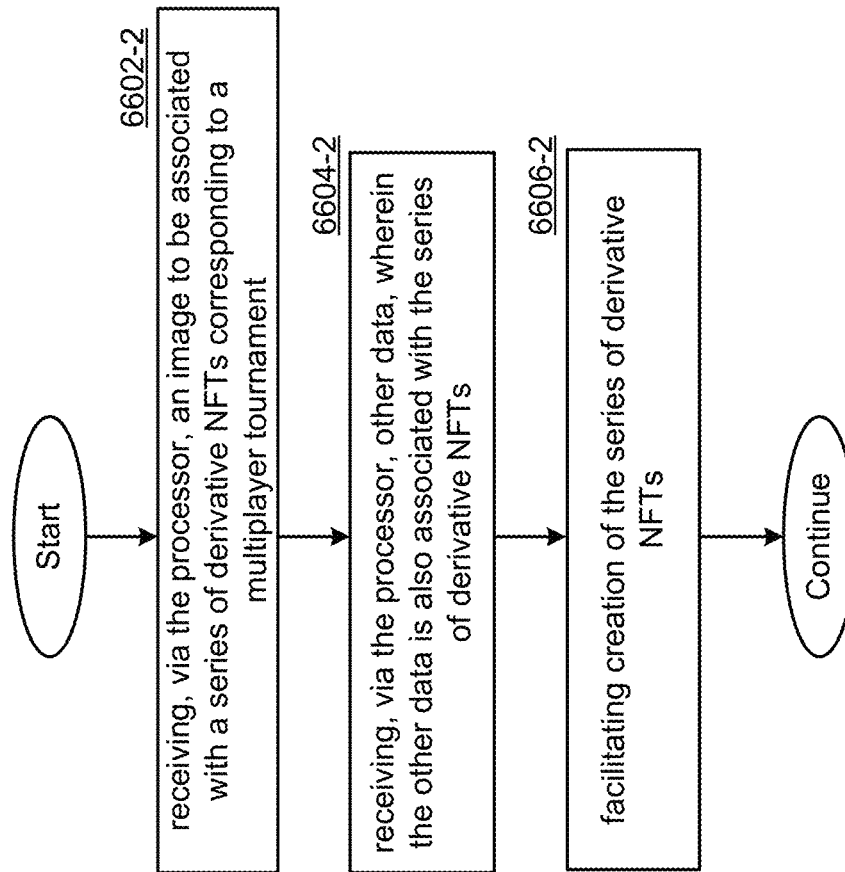 Start
6602-2
receiving, via the processor, an image to be associated
with a series of derivative NFTs corresponding to a
multiplayer tournament
6604-2
receiving, via the processor, other data, wherein
the other data is also associated with the series
of derivative NFTs
6606-2
facilitating creation of the series of derivative
NFTs
Continue